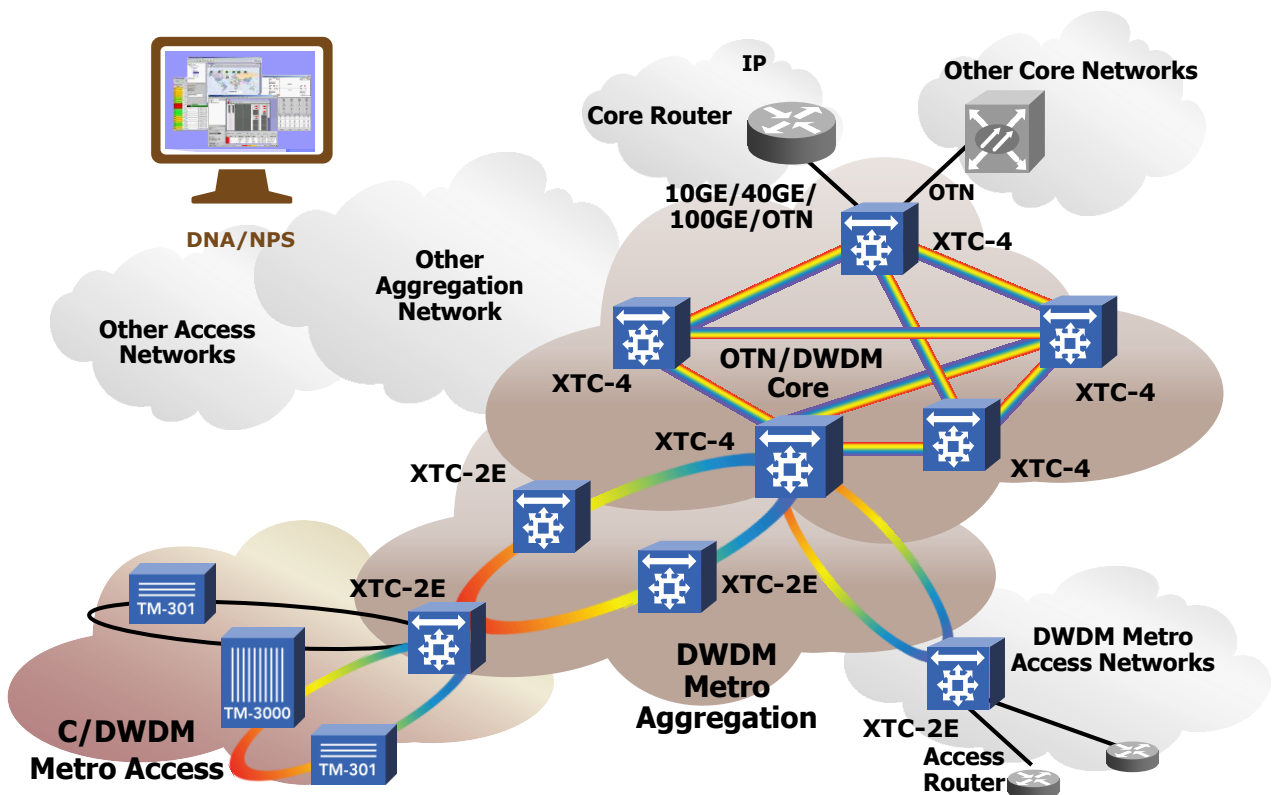 IP
Other Core Networks
Core Router
10GE/40GE/
100GE/OTN
OTN
XTC-4
DNA/NPS
Other
Aggregation
Network
Other Access
Networks
OTN/DWDM
Core
XTC-4
XTC-4
XTC-4
XTC-4
XTC-2E
XTC-2E
XTC-2E
TM-301
TM-3000
TM-301
C/DWDM
Metro Access
DWDM
Metro
Aggregation
DWDM Metro
Access Networks
XTC-2E
Access
Router